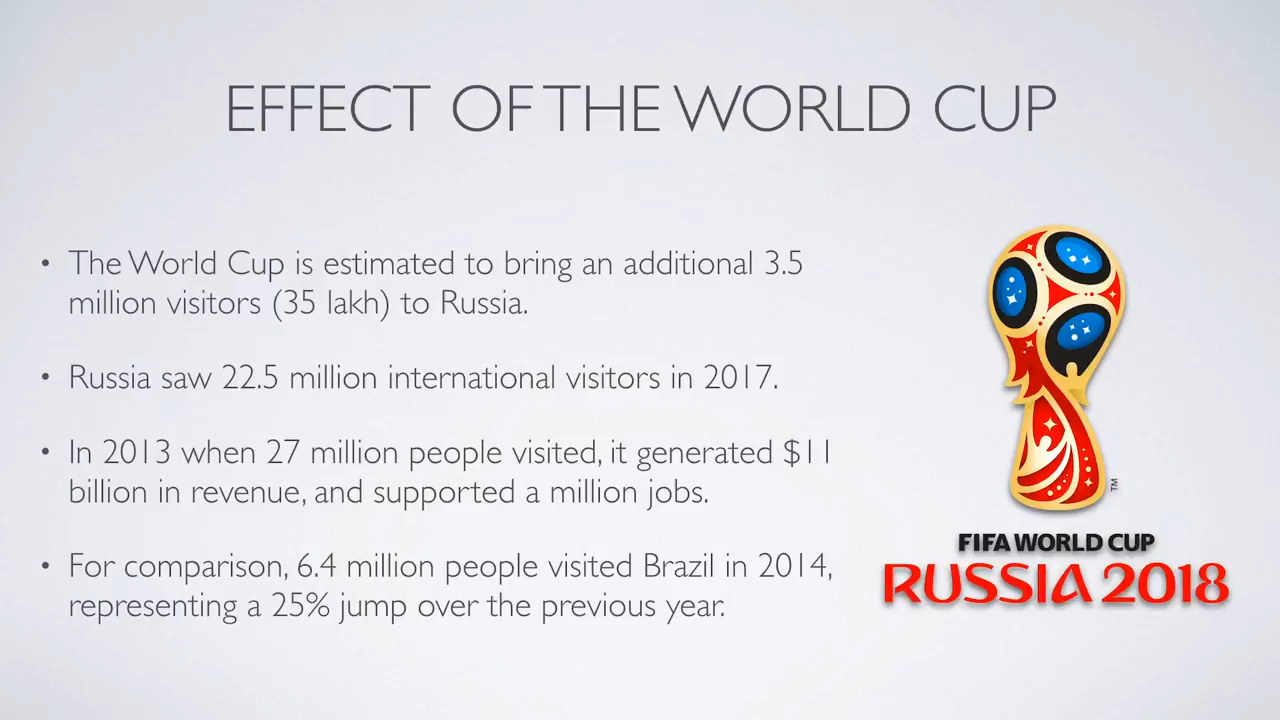 EFFECT OF THE WORLD CUP
• The World Cup is estimated to bring an additional 3.5
million visitors (35 lakh) to Russia.
• Russia saw 22.5 million international visitors in 2017.
• In 2013 when 27 million people visited, it generated $11
billion in revenue, and supported a million jobs.
• For comparison, 6.4 million people visited Brazil in 2014,
representing a 25% jump over the previous year.
TM
FIFA WORLD CUP
RUSSIA 2018